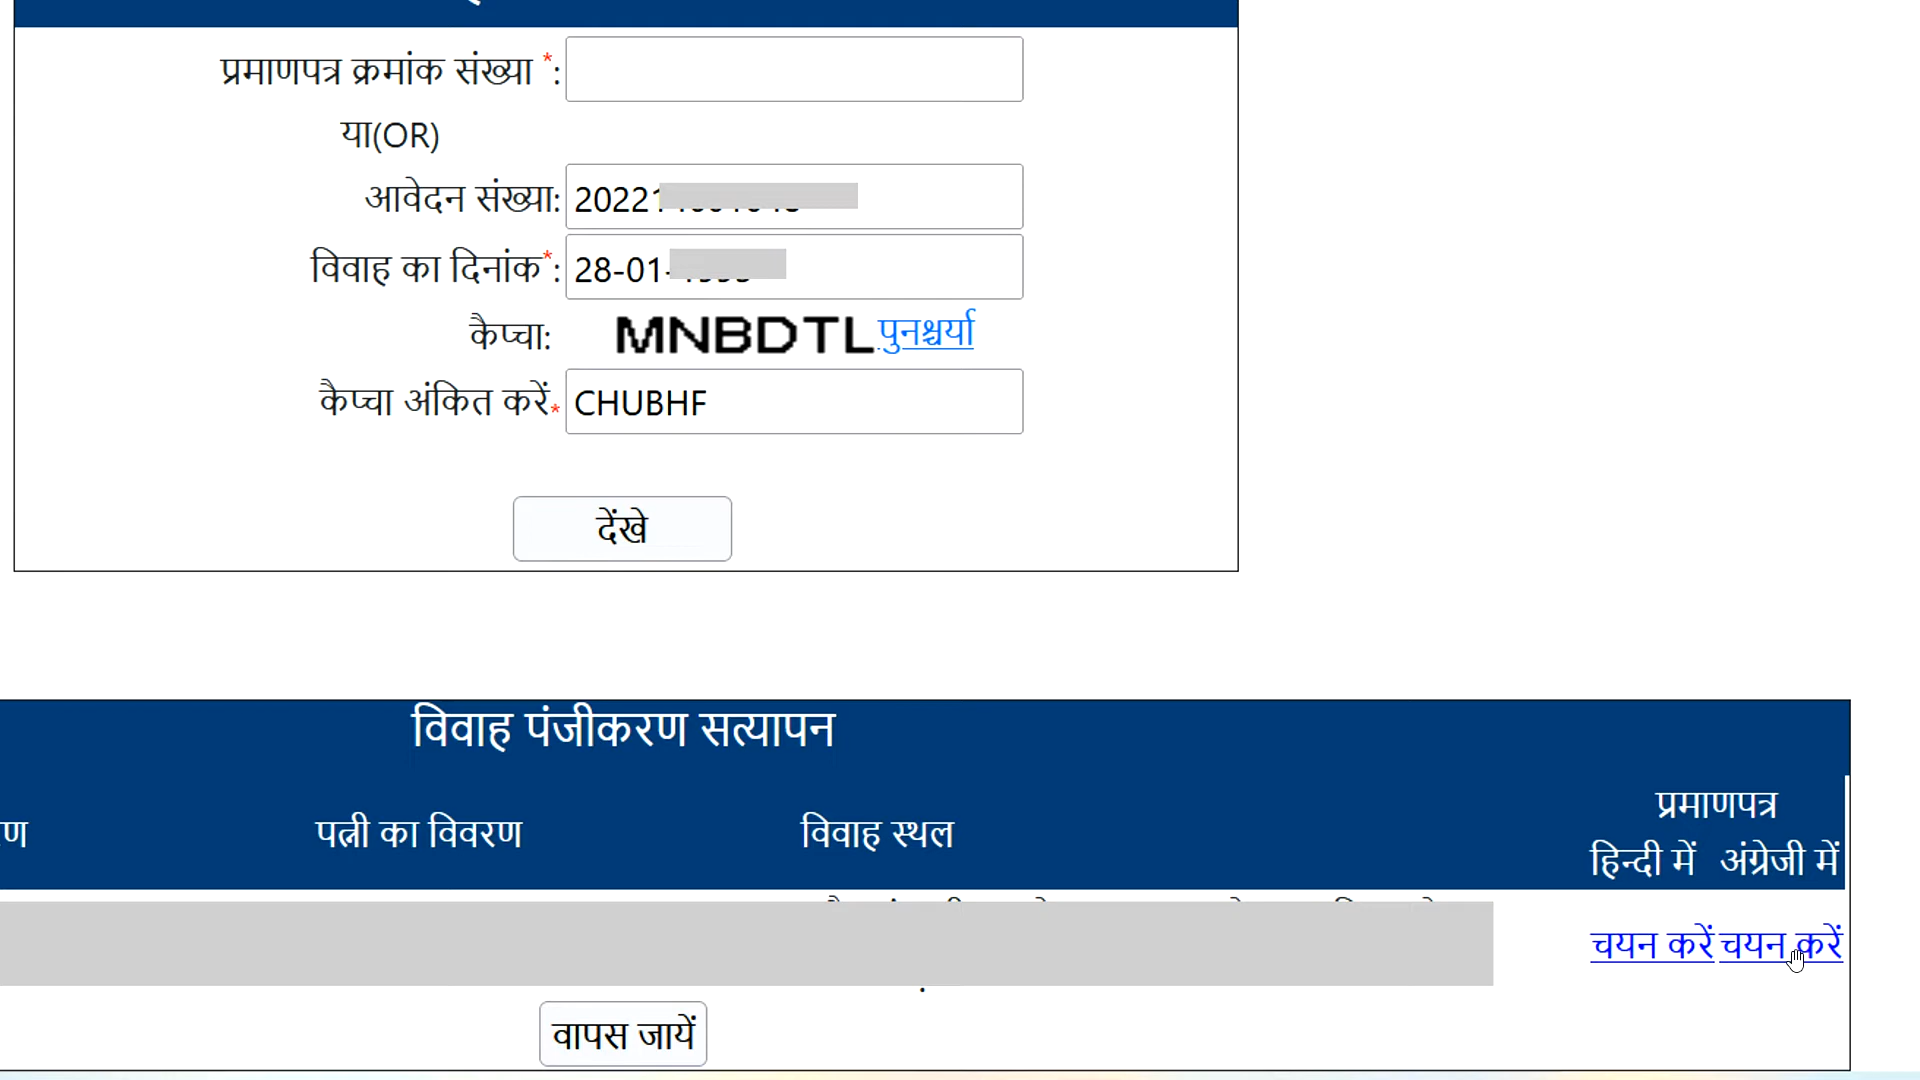 प्रमाणपत्र क्रमांक संख्या *:
या(OR)
आवेदन संख्या: 20221
विवाह का दिनांक*: 28-01-
कैप्चा: MNBDTL पुनश्चर्या
कैप्चा अंकित करें* CHUBHF
देंखे
विवाह पंजीकरण सत्यापन
पत्नी का विवरण विवाह स्थल प्रमाणपत्र
हिन्दी में अंग्रेजी में
चयन करें चयन करें
वापस जायें